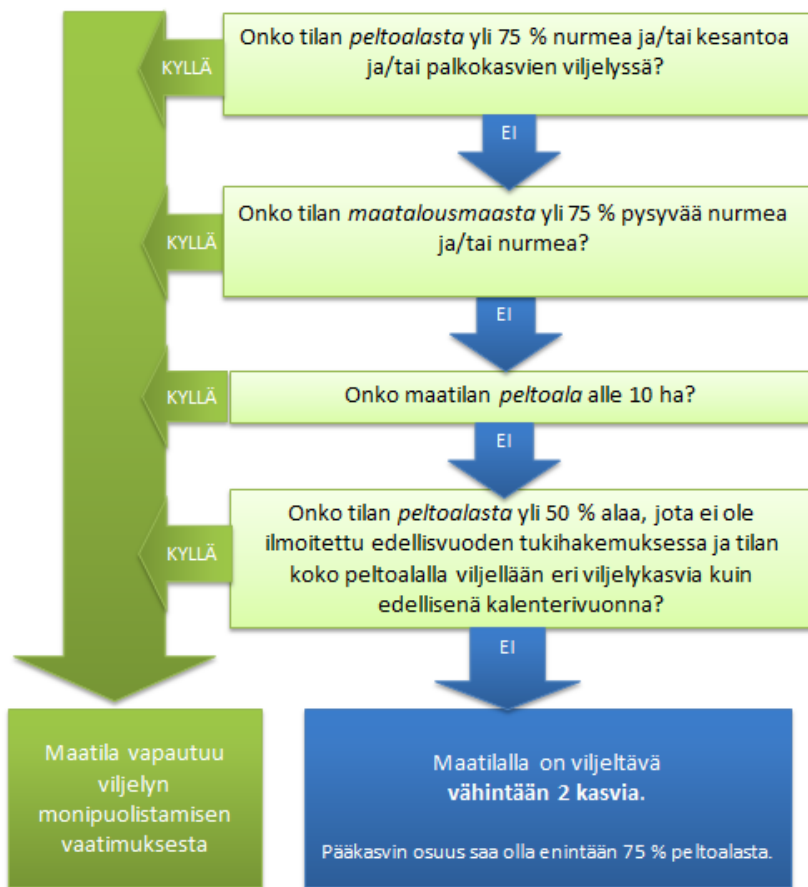 Onko tilan peltoalasta yli 75 % nurmea ja/tai kesantoa
ja/tai palkokasvien viljelyssä?
KYLLÄ
EI
Onko tilan maatalousmaasta yli 75 % pysyvää nurmea
ja/tai nurmea?
KYLLÄ
EI
Onko maatilan peltoala alle 10 ha?
KYLLÄ
EI
Onko tilan peltoalasta yli 50 % alaa, jota ei ole
ilmoitettu edellisvuoden tukihakemuksessa ja tilan
koko peltoalalla viljellään eri viljelykasvia kuin
edellisenä kalenterivuonna?
KYLLÄ
EI
Maatila vapautuu
viljelyn
monipuolistamisen
vaatimuksesta
Maatilalla on viljeltävä
vähintään 2 kasvia.
Pääkasvin osuus saa olla enintään 75 % peltoalasta.